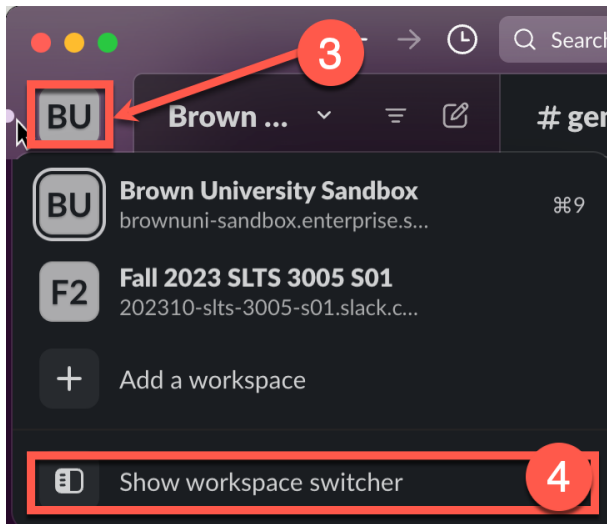 3
Search
BU
Brown ...
# gen
BU
Brown University Sandbox
brownuni-sandbox.enterprise.s...
⌘9
F2
Fall 2023 SLTS 3005 S01
202310-slts-3005-s01.slack.c...
Add a workspace
Show workspace switcher
4